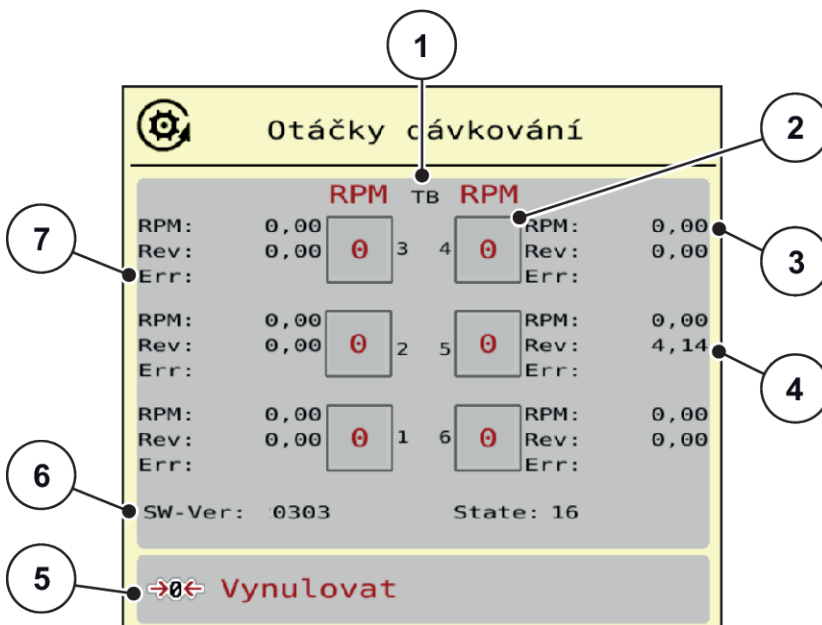 1
Otáčky dávkování
2
RPM TB RPM
RPM: 0,00 RPM: 0,00
Rev: 0,00 0 3 4 0 Rev: 0,00
Err: Err:
7
3
RPM: 0,00 RPM: 0,00
Rev: 0,00 0 2 5 0 Rev: 4,14
Err: Err:
4
RPM: 0,00 RPM: 0,00
Rev: 0,00 0 1 6 0 Rev: 0,00
Err: Err:
6
SW-Ver: 0303 State: 16
5
→0← Vynulovat